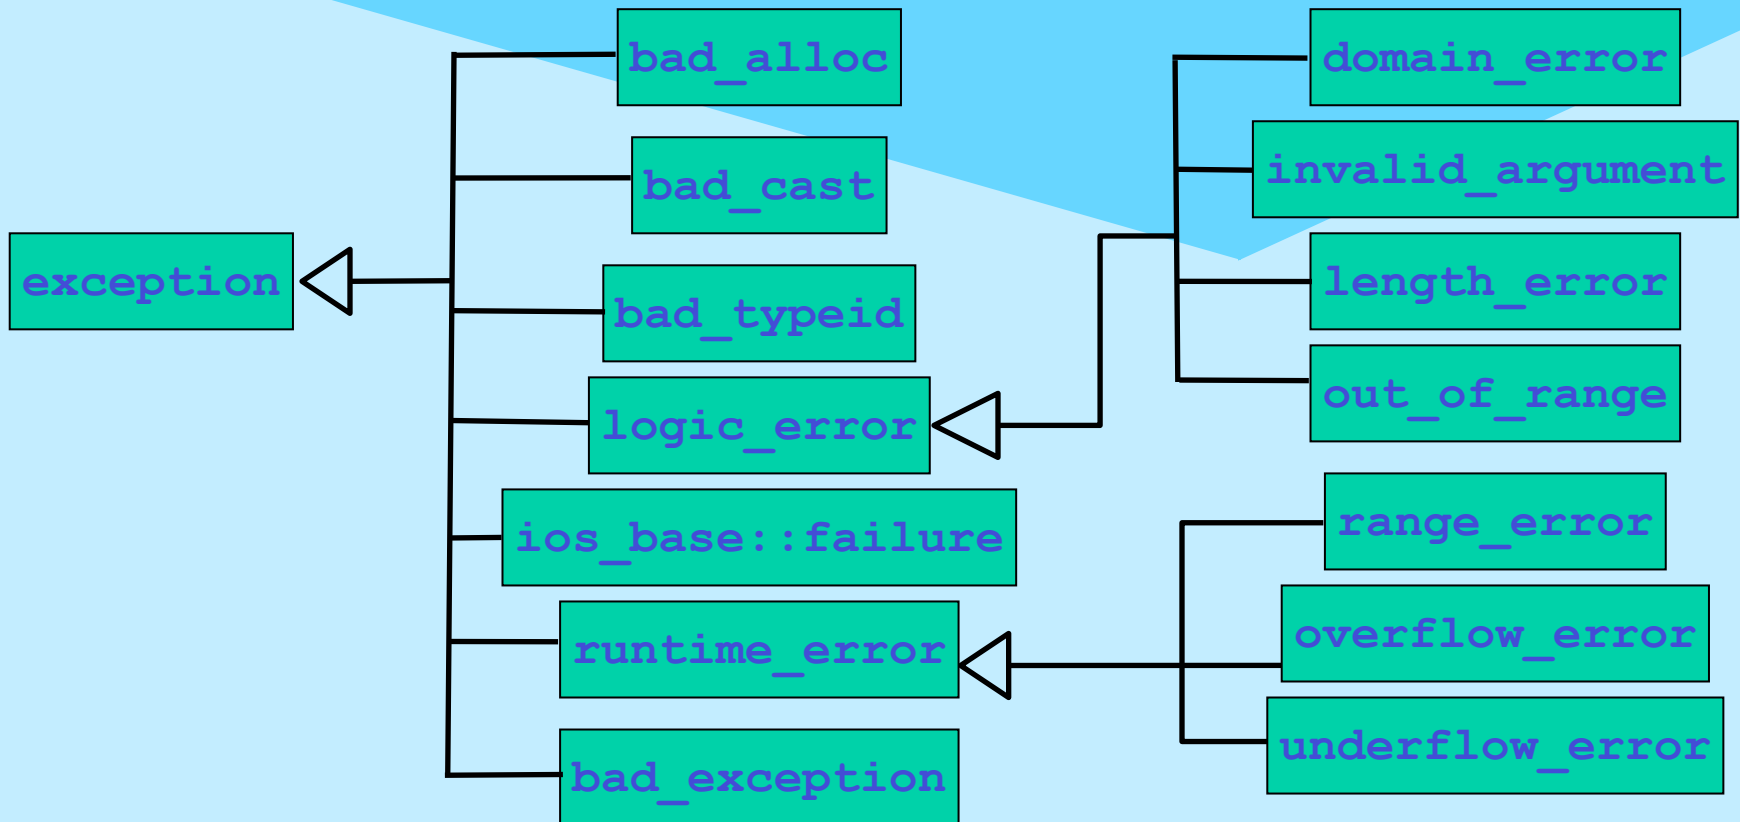 exception
bad_alloc
bad_cast
bad_typeid
logic_error
ios_base::failure
runtime_error
bad_exception
domain_error
invalid_argument
length_error
out_of_range
range_error
overflow_error
underflow_error